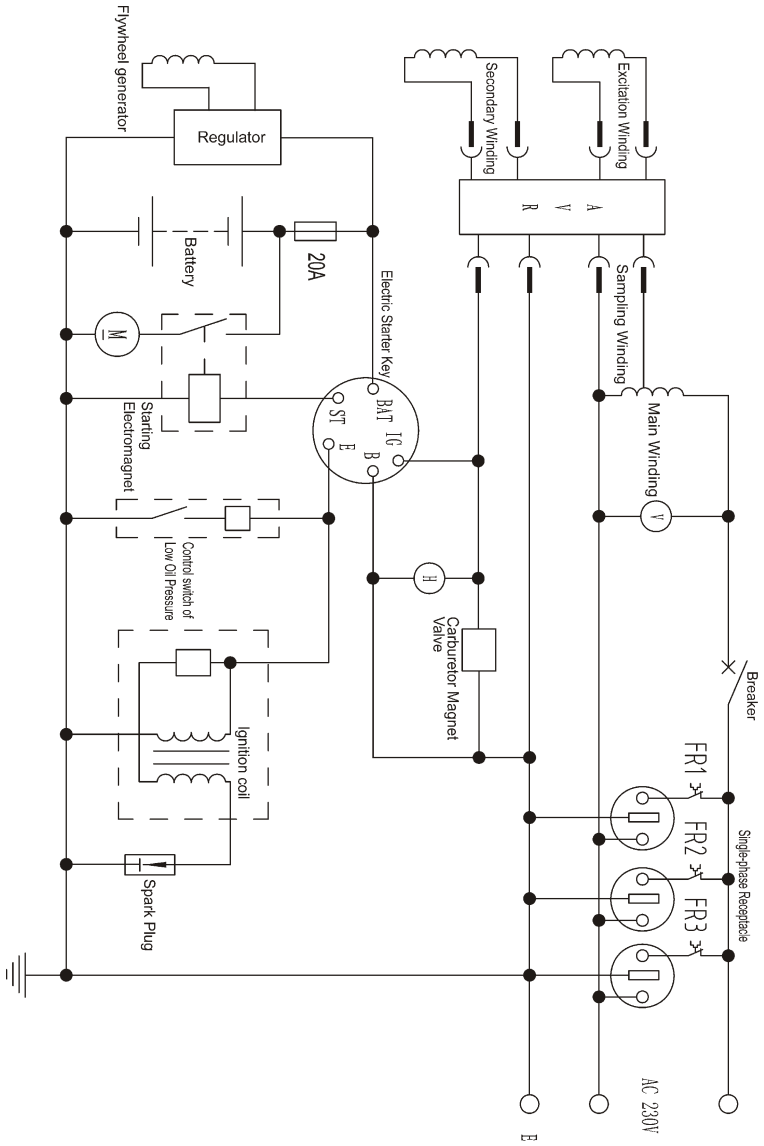 Breaker
Single-phase Receptacle
FR1
FR2
FR3
Main Winding
V
AC 230V
Excitation Winding
Sampling Winding
A
V
R
E
Secondary Winding
Carburetor Magnet
Valve
H
Electric Starter Key
BAT
IG
ST
E
B
20A
Regulator
Flywheel generator
Battery
M
Starting
Electromagnet
Control switch of
Low Oil Pressure
Ignition coil
Spark Plug